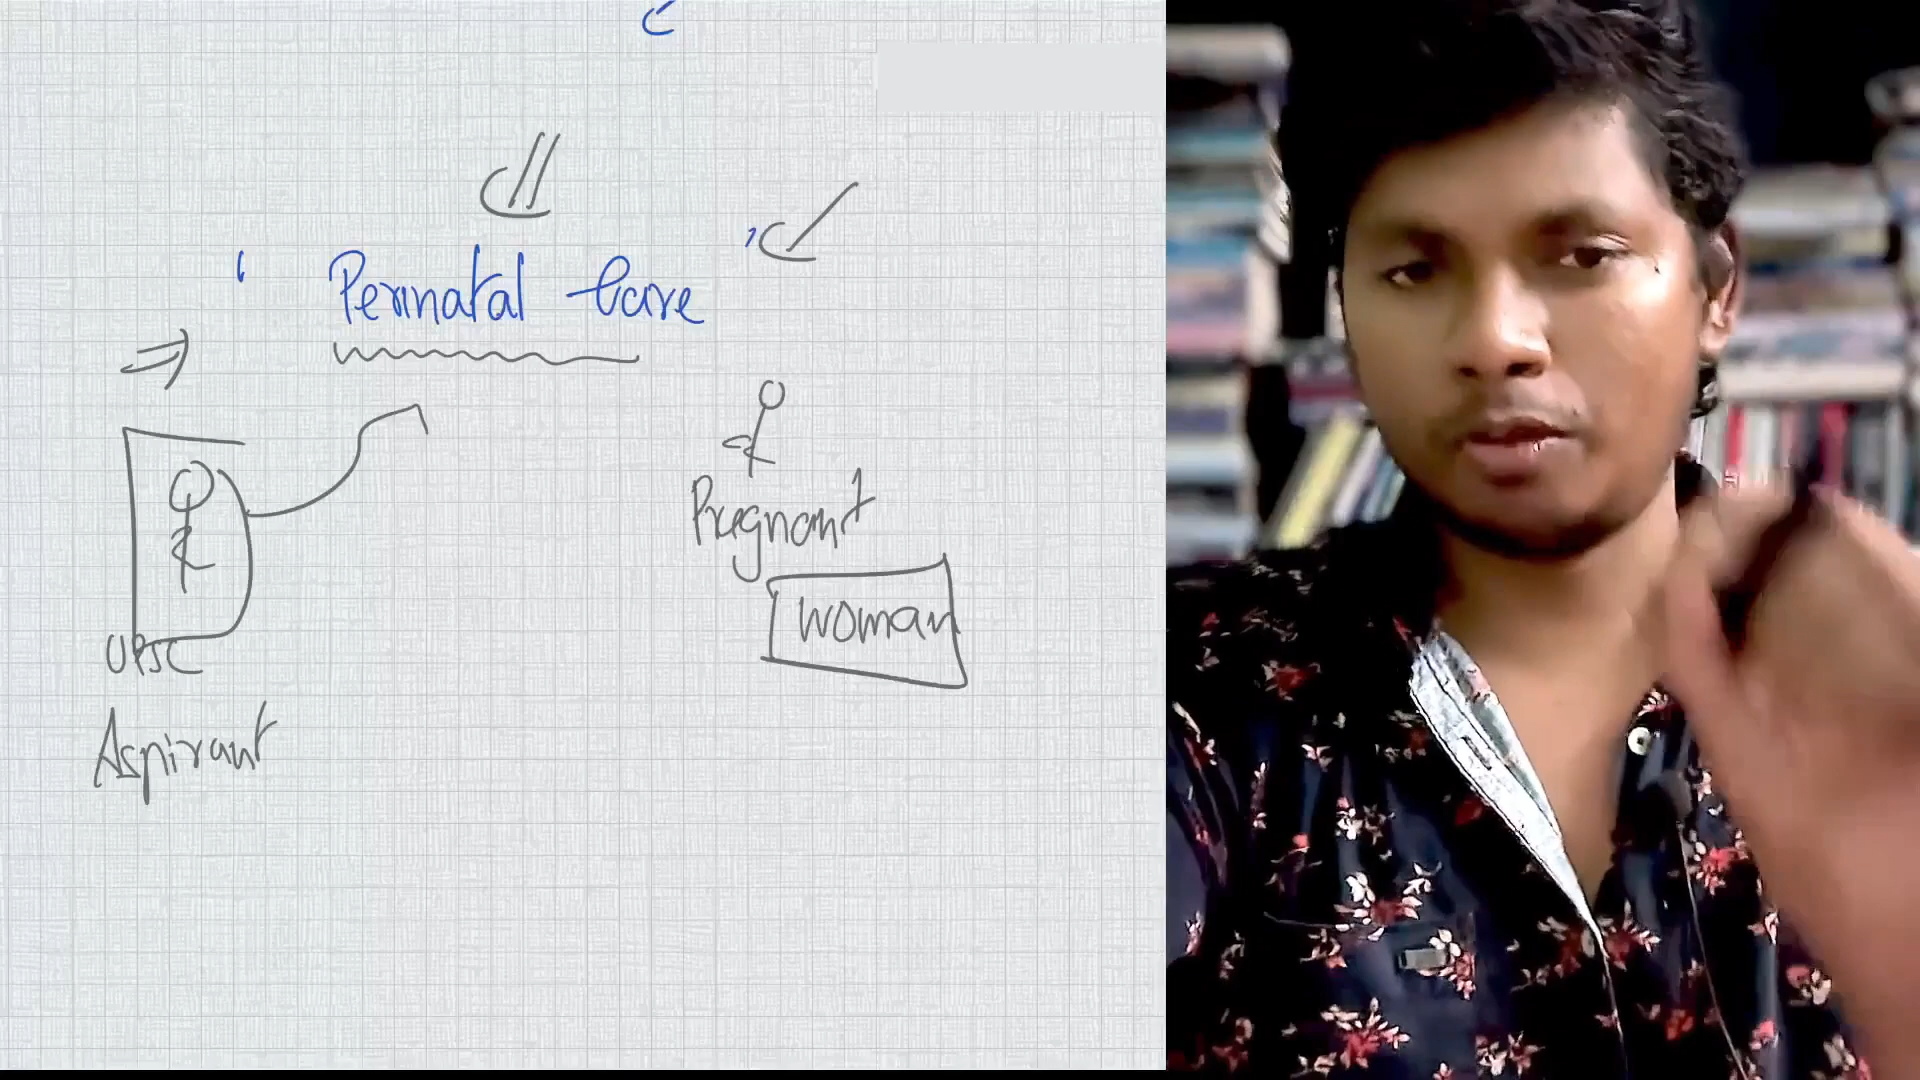 ' Perinatal Care '
Pregnant
woman
UPSC
Aspirant